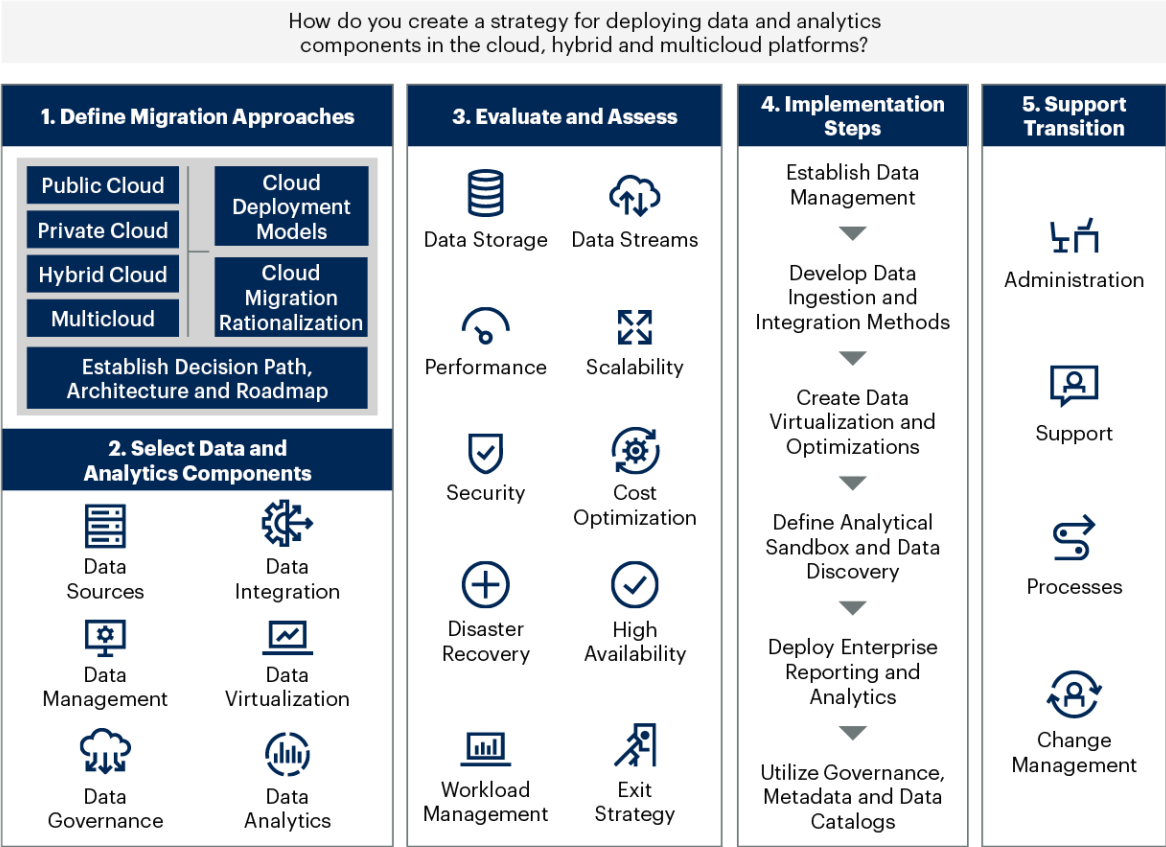 How do you create a strategy for deploying data and analytics
components in the cloud, hybrid and multicloud platforms?
1. Define Migration Approaches
Public Cloud
Private Cloud
Hybrid Cloud
Multicloud
Cloud
Deployment
Models
Cloud
Migration
Rationalization
Establish Decision Path,
Architecture and Roadmap
2. Select Data and
Analytics Components
Data
Sources
Data
Integration
Data
Management
Data
Virtualization
Data
Governance
Data
Analytics
3. Evaluate and Assess
Data Storage
Data Streams
Performance
Scalability
Security
Cost
Optimization
Disaster
Recovery
High
Availability
Workload
Management
Exit
Strategy
4. Implementation
Steps
Establish Data
Management
Develop Data
Ingestion and
Integration Methods
Create Data
Virtualization and
Optimizations
Define Analytical
Sandbox and Data
Discovery
Deploy Enterprise
Reporting and
Analytics
Utilize Governance,
Metadata and Data
Catalogs
5. Support
Transition
Administration
Support
Processes
Change
Management